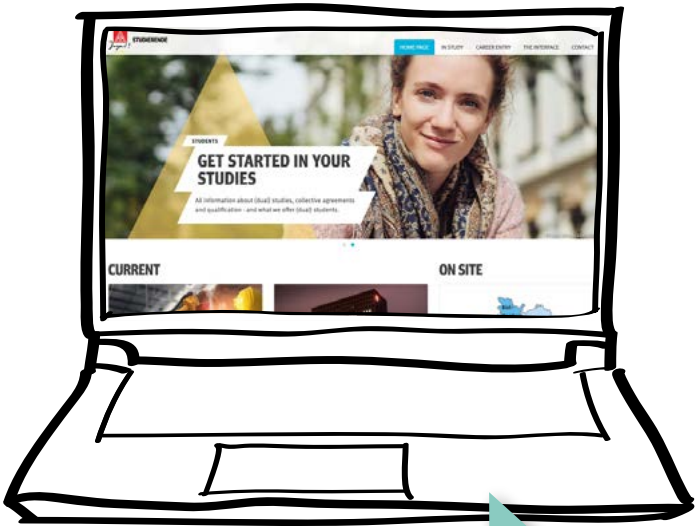 STUDIERENDE
HOME PAGE IN STUDY CAREER ENTRY THE INTERFACE CONTACT
STUDENTS
GET STARTED IN YOUR
STUDIES
All information about (dual) studies, collective agreements
and qualification - and what we offer (dual) students.
CURRENT
ON SITE